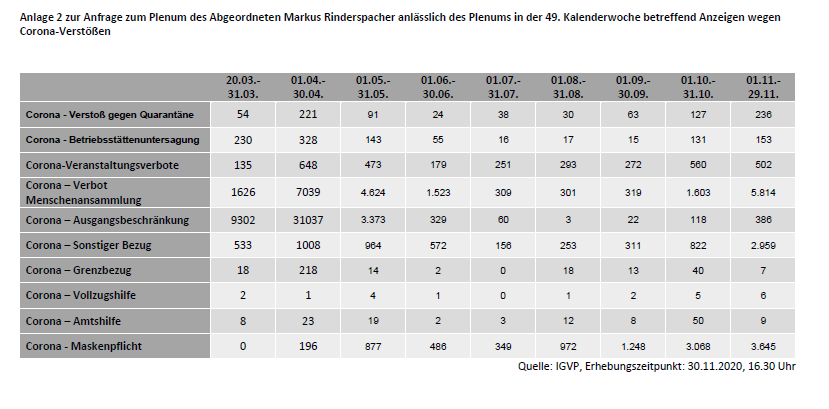 Anlage 2 zur Anfrage zum Plenum des Abgeordneten Markus Rinderspacher anlässlich des Plenums in der 49. Kalenderwoche betreffend Anzeigen wegen
Corona-Verstößen
20.03.- 01.04.- 01.05.- 01.06.- 01.07.- 01.08.- 01.09.- 01.10.- 01.11.-
31.03. 30.04. 31.05. 30.06. 31.07. 31.08. 30.09. 31.10. 29.11.
Corona - Verstoß gegen Quarantäne 54 221 91 24 38 30 63 127 236
Corona - Betriebsstättenuntersagung 230 328 143 55 16 17 15 131 153
Corona-Veranstaltungsverbote 135 648 473 179 251 293 272 560 502
Corona – Verbot
Menschenansammlung 1626 7039 4.624 1.523 309 301 319 1.603 5.814
Corona – Ausgangsbeschränkung 9302 31037 3.373 329 60 3 22 118 386
Corona – Sonstiger Bezug 533 1008 964 572 156 253 311 822 2.959
Corona – Grenzbezug 18 218 14 2 0 18 13 40 7
Corona – Vollzugshilfe 2 1 4 1 0 1 2 5 6
Corona – Amtshilfe 8 23 19 2 3 12 8 50 9
Corona - Maskenpflicht 0 196 877 486 349 972 1.248 3.068 3.645
Quelle: IGVP, Erhebungszeitpunkt: 30.11.2020, 16.30 Uhr